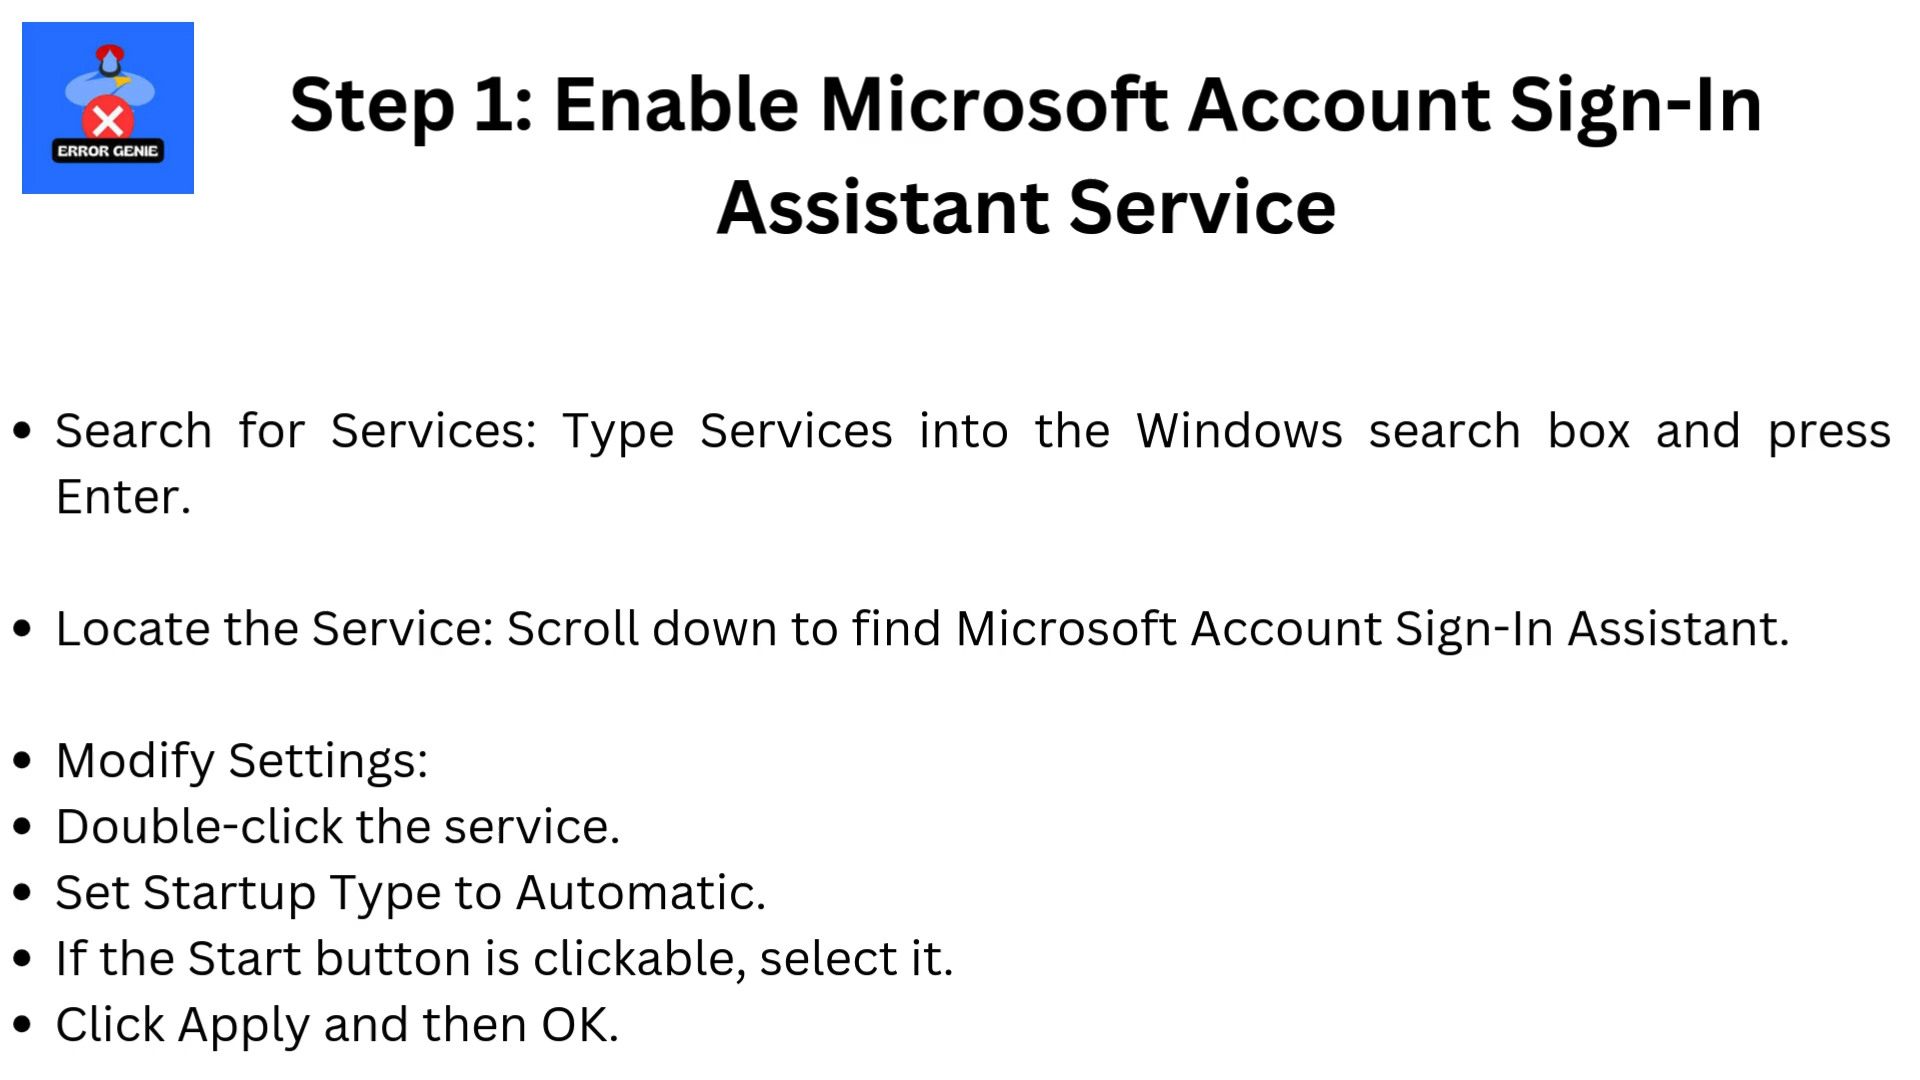 ERROR GENIE
Step 1: Enable Microsoft Account Sign-In
Assistant Service
• Search for Services: Type Services into the Windows search box and press
Enter.
• Locate the Service: Scroll down to find Microsoft Account Sign-In Assistant.
• Modify Settings:
• Double-click the service.
• Set Startup Type to Automatic.
• If the Start button is clickable, select it.
• Click Apply and then OK.